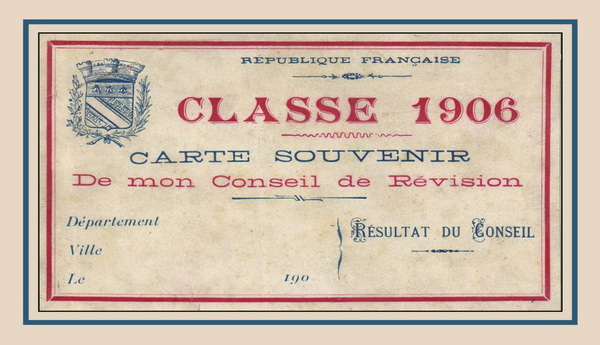 RÉPUBLIQUE FRANÇAISE
CLASSE 1906
CARTE SOUVENIR
De mon Conseil de Révision
Département
Ville
Le 190
RÉSULTAT DU CONSEIL